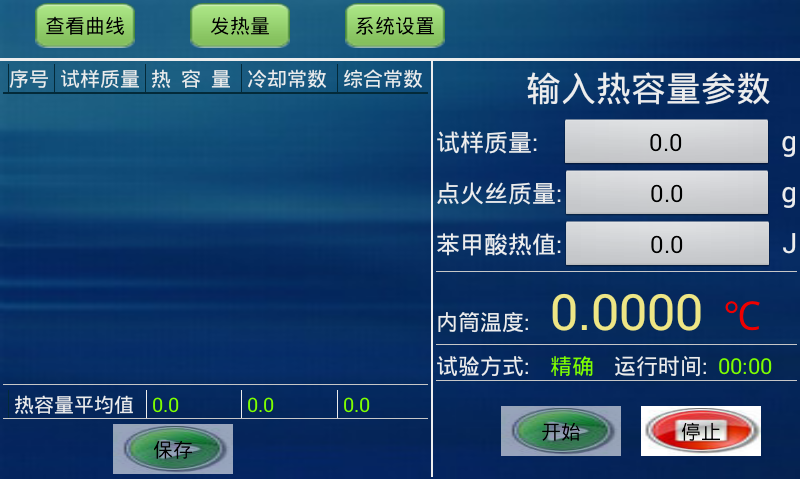 查看曲线 发热量 系统设置
序号 试样质量 热 容 量 冷却常数 综合常数
热容量平均值 0.0 0.0 0.0
保存
输入热容量参数
试样质量: 0.0 g
点火丝质量: 0.0 g
苯甲酸热值: 0.0 J
内筒温度: 0.0000 ℃
试验方式: 精确 运行时间: 00:00
开始 停止